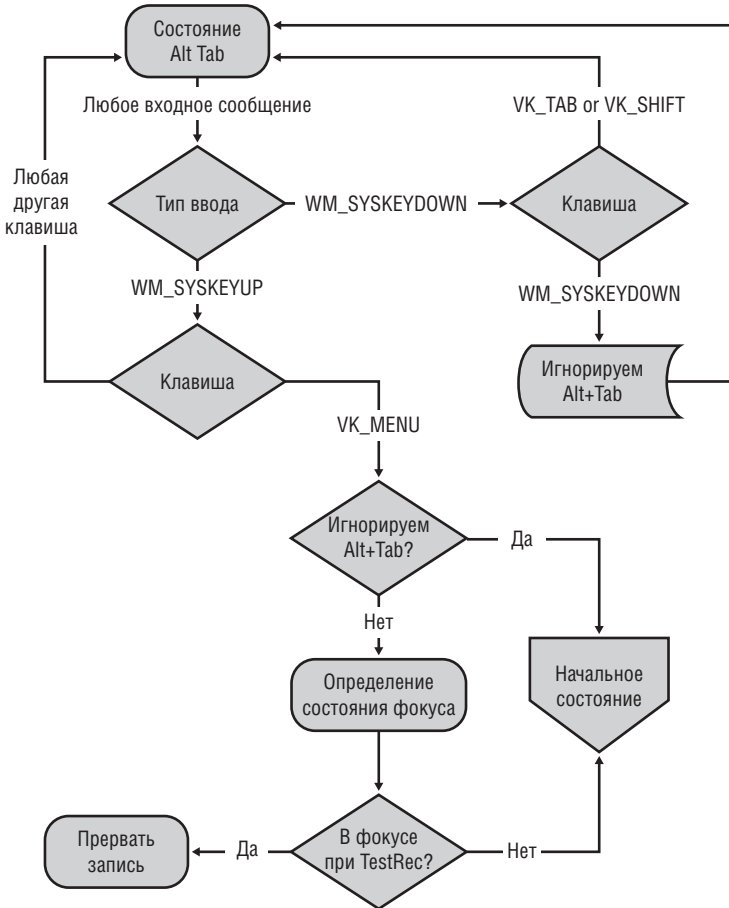 Состояние
Alt Tab
Любое входное сообщение
VK_TAB or VK_SHIFT
Любая
другая
клавиша
Тип ввода
WM_SYSKEYDOWN
Клавиша
WM_SYSKEYUP
WM_SYSKEYDOWN
Клавиша
Игнорируем
Alt+Tab
VK_MENU
Игнорируем
Alt+Tab?
Да
Нет
Определение
состояния фокуса
Начальное
состояние
Прервать
запись
Да
В фокусе
при TestRec?
Нет